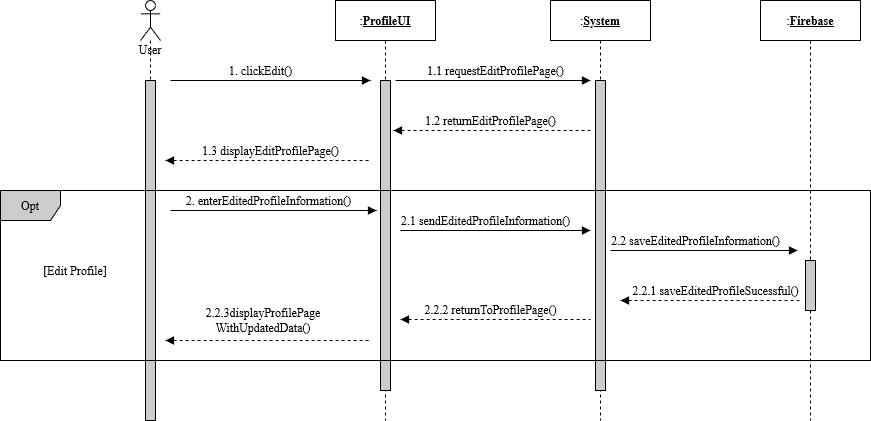 :ProfileUI
:System
:Firebase
User
1. clickEdit()
1.1 requestEditProfilePage()
1.2 returnEditProfilePage()
1.3 displayEditProfilePage()
Opt
2. enterEditedProfileInformation()
2.1 sendEditedProfileInformation()
2.2 saveEditedProfileInformation()
[Edit Profile]
2.2.1 saveEditedProfileSucessful()
2.2.2 returnToProfilePage()
2.2.3displayProfilePage
WithUpdatedData()